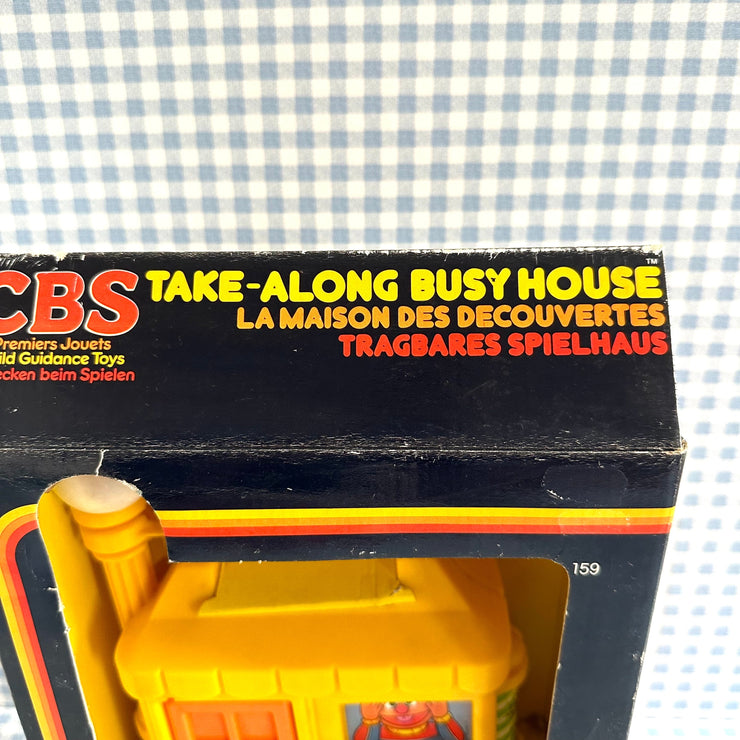 CBS
Premiers Jouets
ild Guidance Toys
ecken beim Spielen
TAKE-ALONG BUSY HOUSE™
LA MAISON DES DECOUVERTES
TRAGBARES SPIELHAUS
159